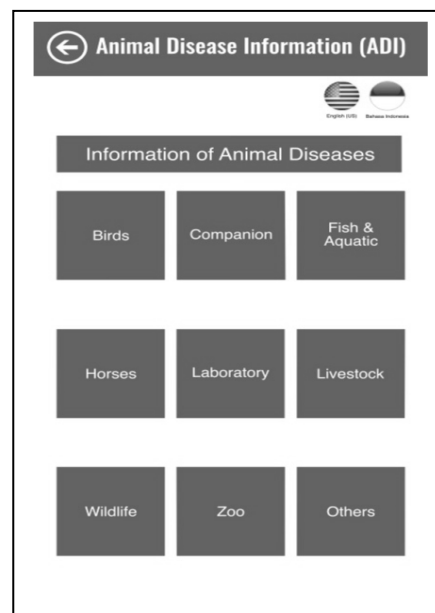 Animal Disease Information (ADI)
English (US) Bahasa Indonesia
Information of Animal Diseases
Birds
Companion
Fish &
Aquatic
Horses
Laboratory
Livestock
Wildlife
Zoo
Others